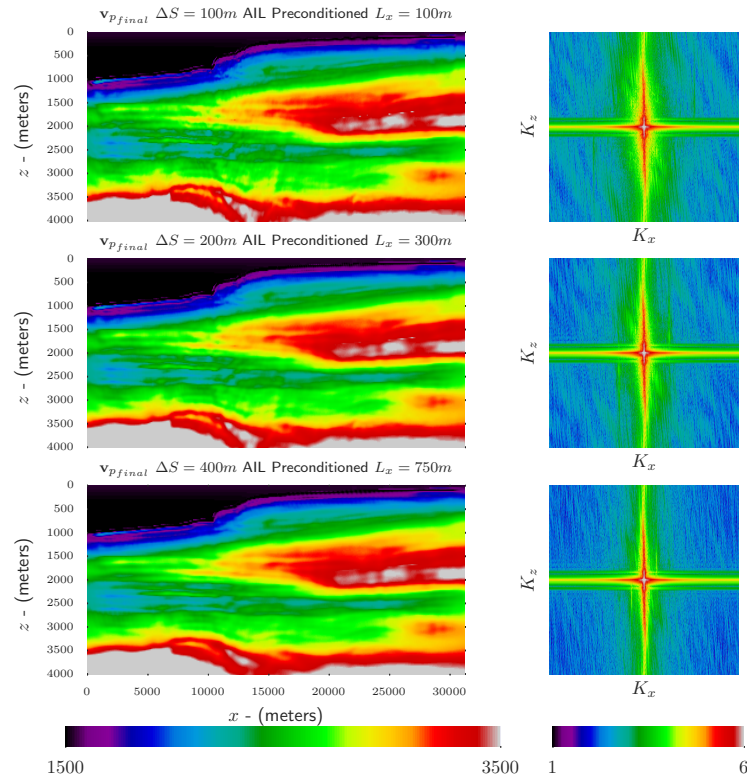 𝐯_{p_{final}} ΔS = 100m AIL Preconditioned L_x = 100m
0
500
1000
1500
2000
2500
3000
3500
4000
z - (meters)
K_z
K_x
𝐯_{p_{final}} ΔS = 200m AIL Preconditioned L_x = 300m
0
500
1000
1500
2000
2500
3000
3500
4000
z - (meters)
K_z
K_x
𝐯_{p_{final}} ΔS = 400m AIL Preconditioned L_x = 750m
0
500
1000
1500
2000
2500
3000
3500
4000
z - (meters)
0 5000 10000 15000 20000 25000 30000
x - (meters)
K_z
K_x
1500 3500
1 6